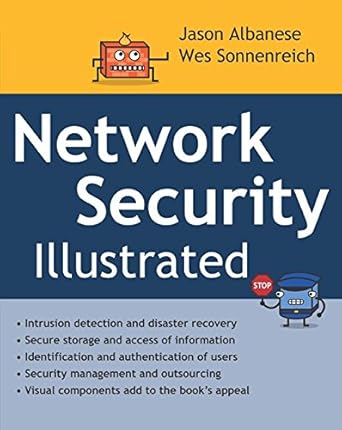 Jason Albanese
Wes Sonnenreich
Network
Security
Illustrated
STOP
• Intrusion detection and disaster recovery
• Secure storage and access of information
• Identification and authentication of users
• Security management and outsourcing
• Visual components add to the book's appeal